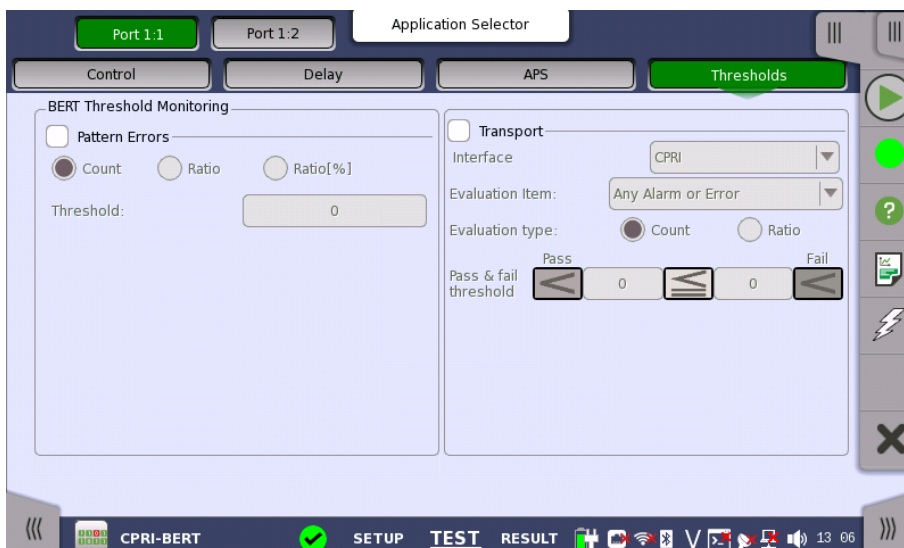 Port 1:1 Port 1:2 Application Selector
Control Delay APS Thresholds
BERT Threshold Monitoring
Pattern Errors
Count Ratio Ratio[%]
Threshold: 0
Transport
Interface CPRI
Evaluation Item: Any Alarm or Error
Evaluation type: Count Ratio
Pass Fail
Pass & fail
threshold < 0 ≦ 0 <
CPRI-BERT SETUP TEST RESULT 13 06